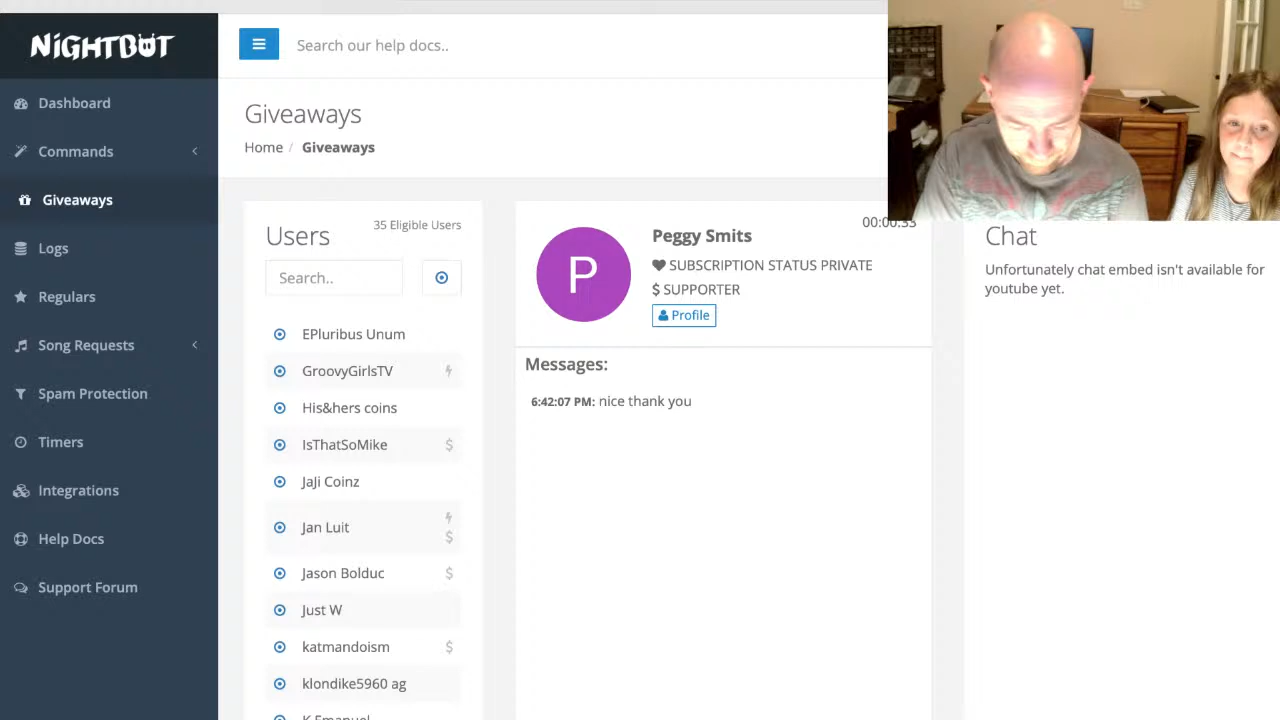 NiGHTBOT
Dashboard
Commands
Giveaways
Logs
Regulars
Song Requests
Spam Protection
Timers
Integrations
Help Docs
Support Forum
Search our help docs..
Giveaways
Home / Giveaways
Users
35 Eligible Users
Search..
EPluribus Unum
GroovyGirlsTV
His&hers coins
IsThatSoMike $
JaJi Coinz
Jan Luit $
Jason Bolduc $
Just W
katmandoism $
klondike5960 ag
K Emanuel
P
Peggy Smits
00:00:33
SUBSCRIPTION STATUS PRIVATE
$ SUPPORTER
Profile
Messages:
6:42:07 PM: nice thank you
Chat
Unfortunately chat embed isn't available for
youtube yet.